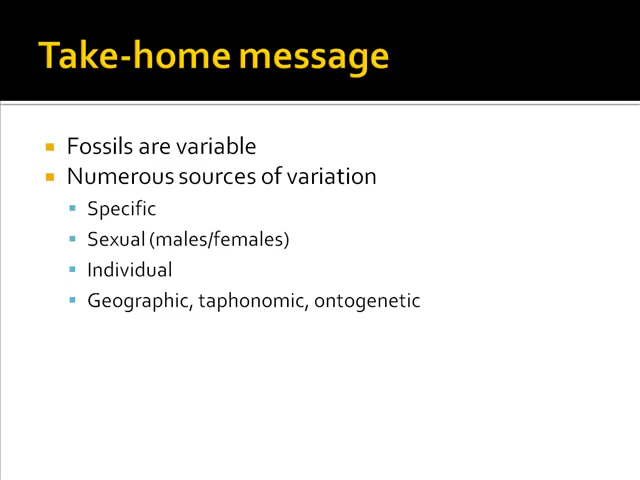 Take-home message
Fossils are variable
Numerous sources of variation
Specific
Sexual (males/females)
Individual
Geographic, taphonomic, ontogenetic